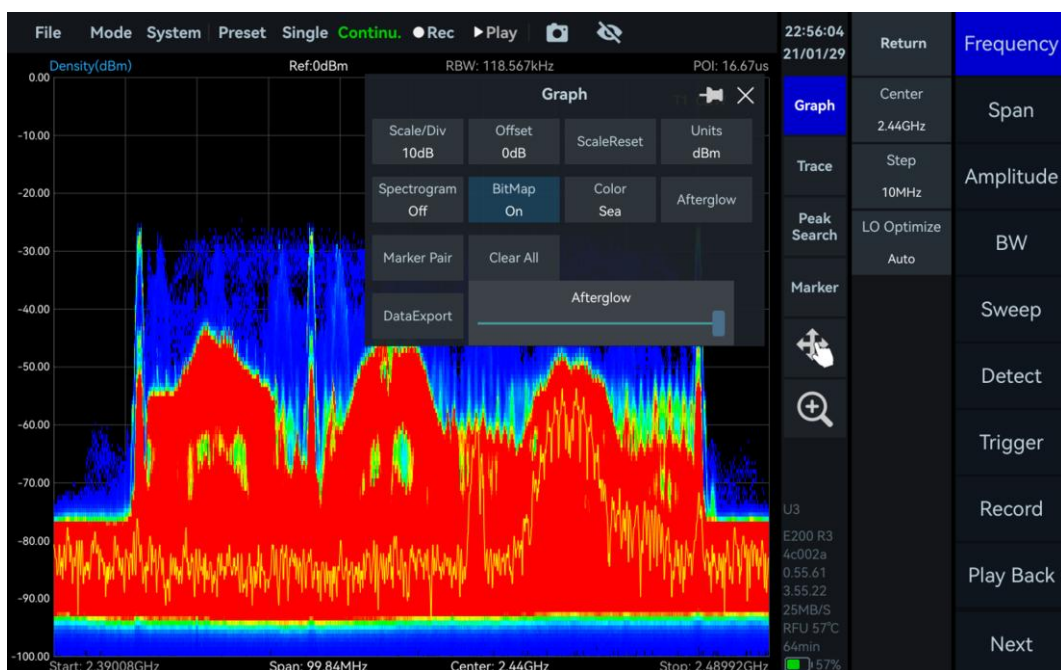 File Mode System Preset Single Continu. Rec Play
22:56:04
21/01/29
Density(dBm) Ref:0dBm RBW: 118.567kHz POI: 16.67us
0.00
-10.00
-20.00
-30.00
-40.00
-50.00
-60.00
-70.00
-80.00
-90.00
-100.00
Start: 2.39008GHz Span: 99.84MHz Center: 2.44GHz Stop: 2.48992GHz
Graph
Scale/Div
10dB
Offset
0dB
ScaleReset
Units
dBm
Spectrogram
Off
BitMap
On
Color
Sea
Afterglow
Marker Pair
Clear All
DataExport
Afterglow
Graph
Trace
Peak
Search
Marker
U3
E200 R3
4c002a
0.55.61
3.55.22
25MB/S
RFU 57℃
64min
57%
Return
Center
2.44GHz
Step
10MHz
LO Optimize
Auto
Frequency
Span
Amplitude
BW
Sweep
Detect
Trigger
Record
Play Back
Next